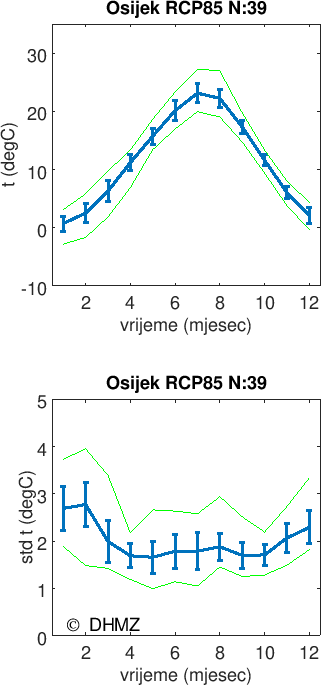 Osijek RCP85 N:39
30
20
10
0
-10
t (degC)
2 4 6 8 10 12
vrijeme (mjesec)
Osijek RCP85 N:39
5
4
3
2
1
0
std t (degC)
© DHMZ
2 4 6 8 10 12
vrijeme (mjesec)